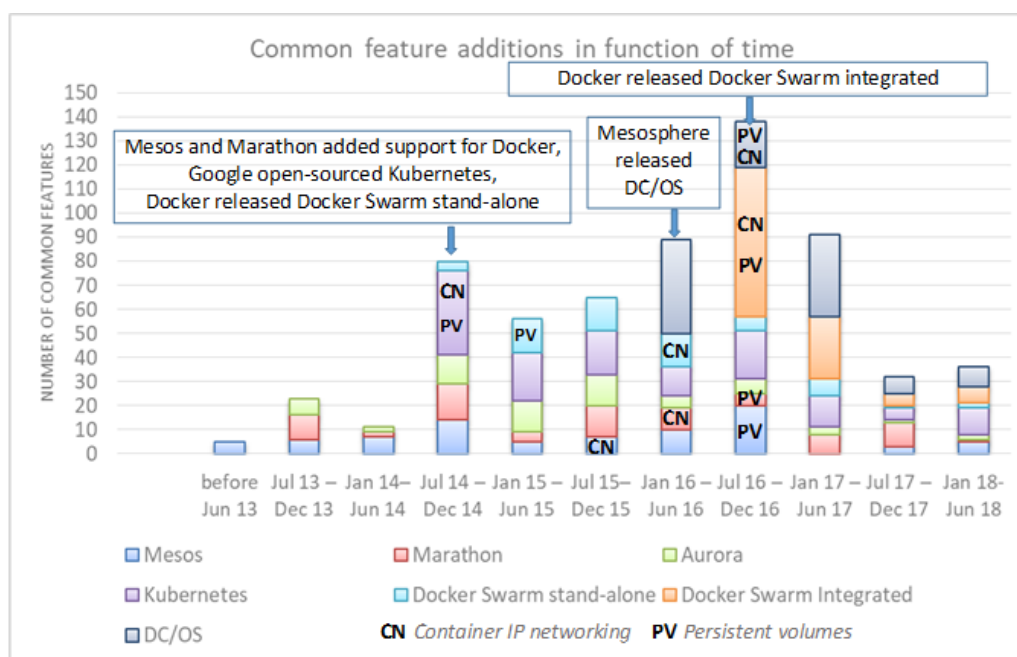 Common feature additions in function of time
Docker released Docker Swarm integrated
Mesos and Marathon added support for Docker,
Google open-sourced Kubernetes,
Docker released Docker Swarm stand-alone
Mesosphere
released
DC/OS
NUMBER OF COMMON FEATURES
150
140
130
120
110
100
90
80
70
60
50
40
30
20
10
0
CN
PV
PV
CN
CN
CN
PV
CN
CN
PV
PV
PV
before
Jun 13
Jul 13 –
Dec 13
Jan 14–
Jun 14
Jul 14 –
Dec 14
Jan 15 –
Jun 15
Jul 15–
Dec 15
Jan 16 –
Jun 16
Jul 16 –
Dec 16
Jan 17 –
Jun 17
Jul 17 –
Dec 17
Jan 18-
Jun 18
Mesos
Marathon
Aurora
Kubernetes
Docker Swarm stand-alone
Docker Swarm Integrated
DC/OS
CN Container IP networking
PV Persistent volumes